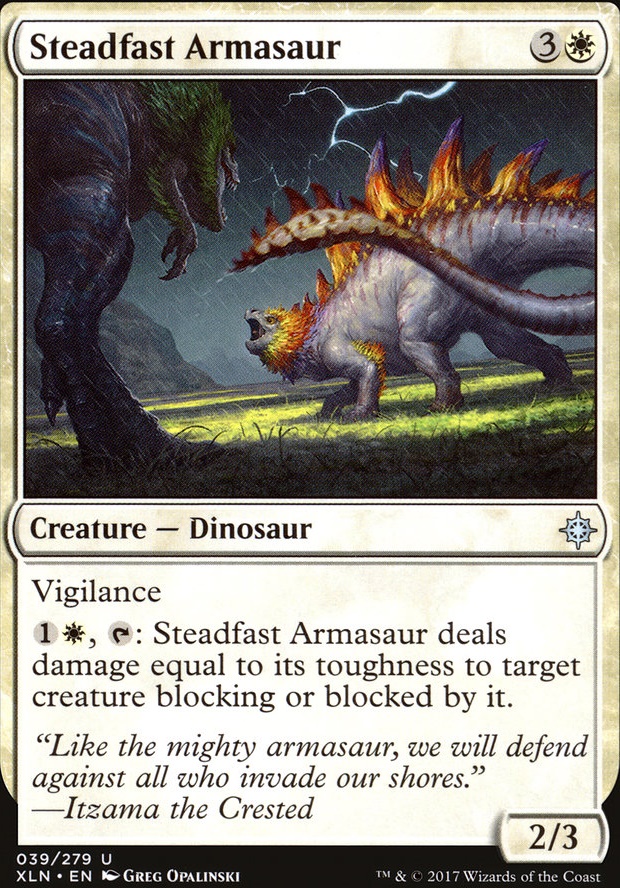 Steadfast Armasaur 3
Creature — Dinosaur
Vigilance
1, : Steadfast Armasaur deals
damage equal to its toughness to target
creature blocking or blocked by it.
“Like the mighty armasaur, we will defend
against all who invade our shores.”
—Itzama the Crested
2/3
039/279 U
XLN • EN Greg Opalinski
™ & © 2017 Wizards of the Coast